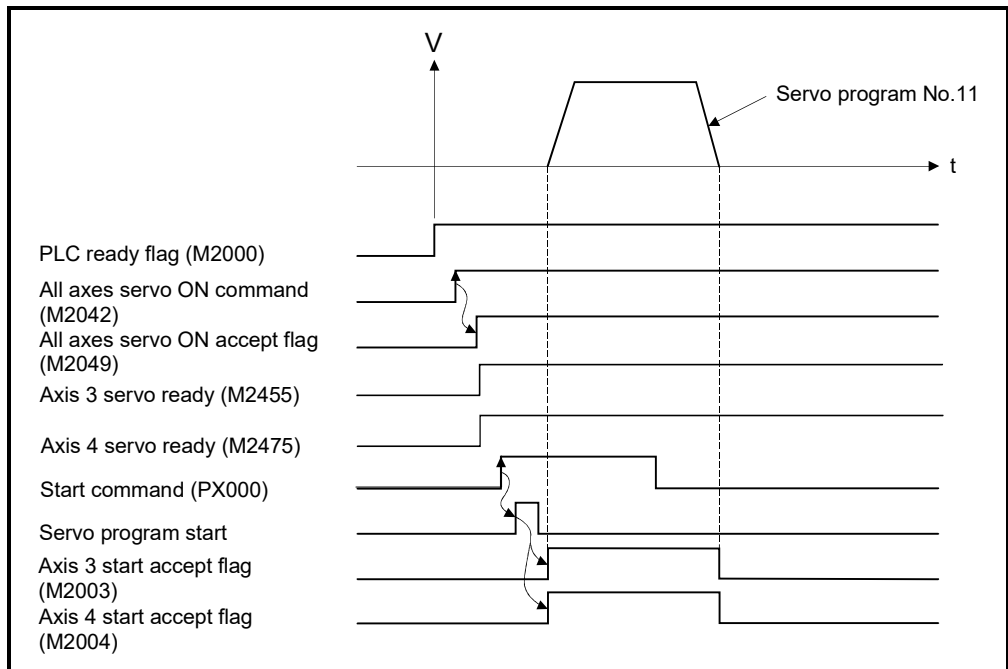 V
Servo program No.11
t
PLC ready flag (M2000)
All axes servo ON command
(M2042)
All axes servo ON accept flag
(M2049)
Axis 3 servo ready (M2455)
Axis 4 servo ready (M2475)
Start command (PX000)
Servo program start
Axis 3 start accept flag
(M2003)
Axis 4 start accept flag
(M2004)